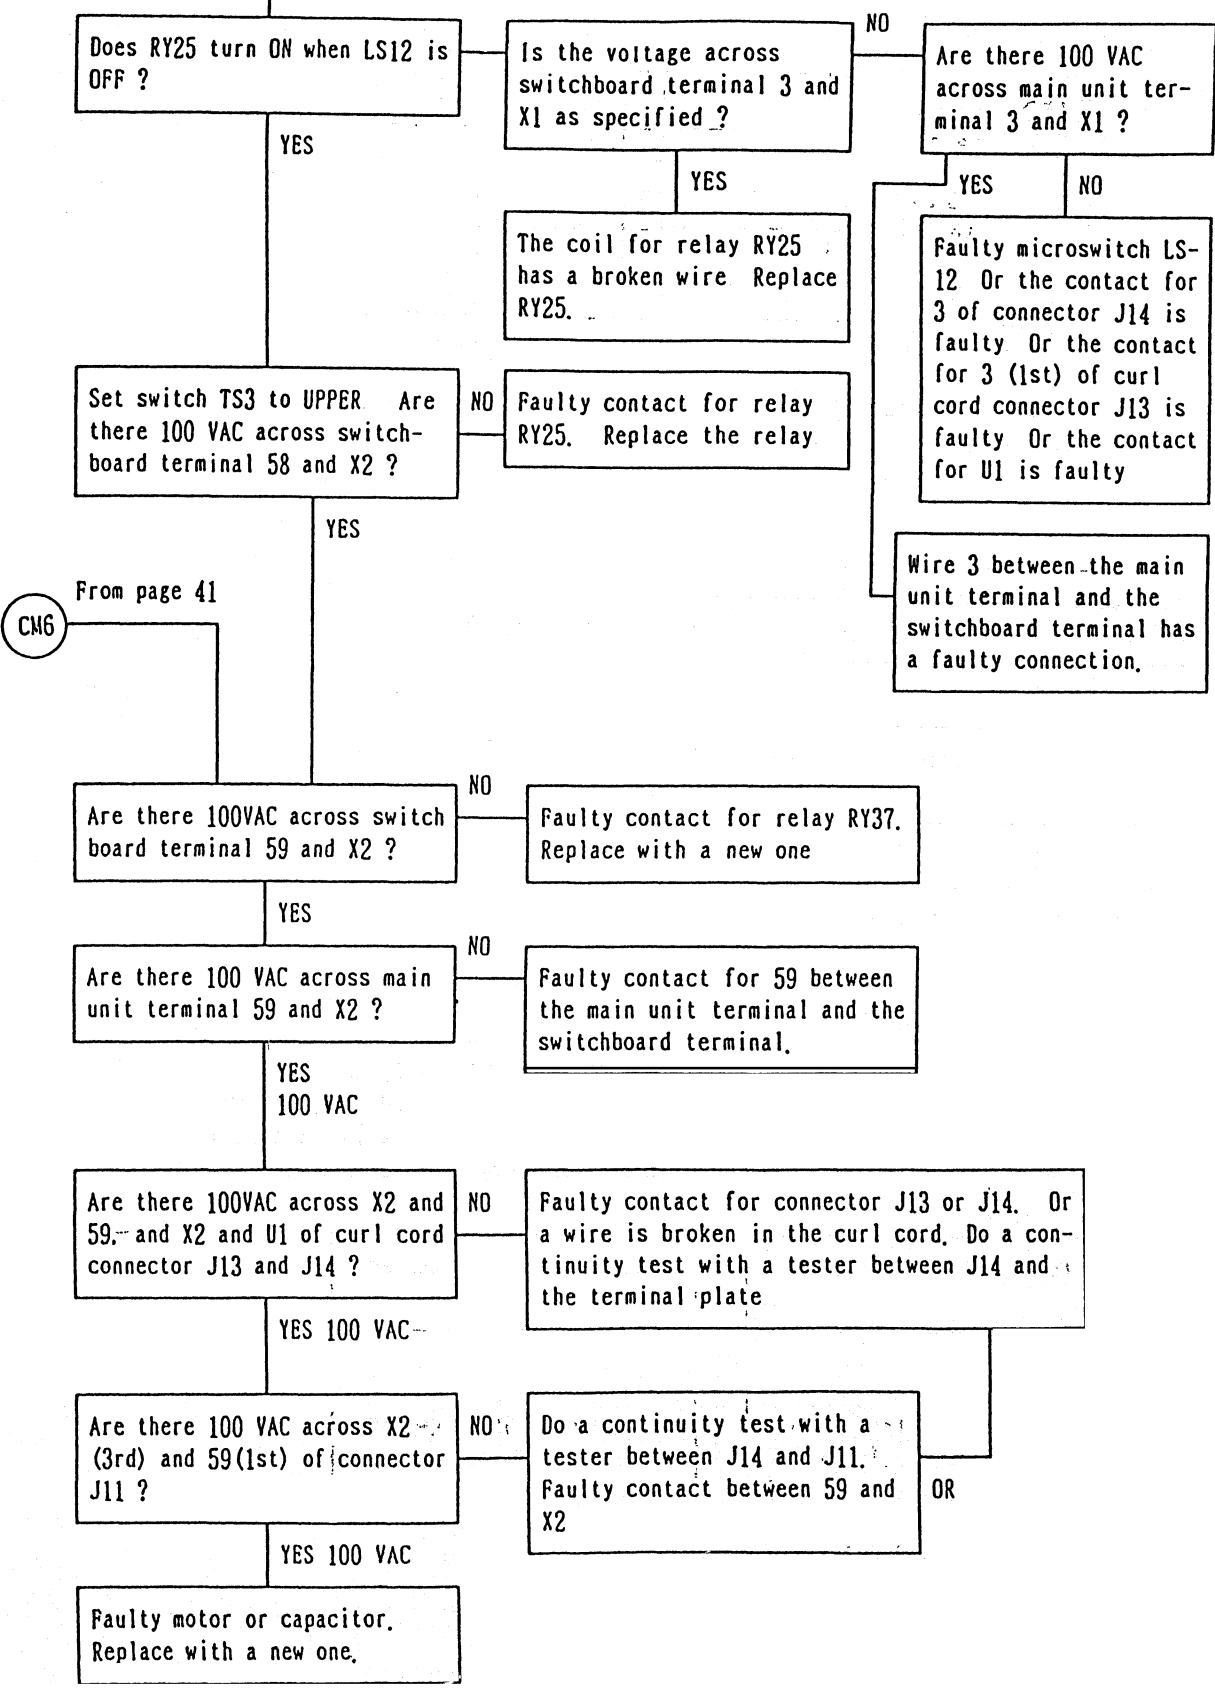 Does RY25 turn ON when LS12 is
OFF ?
YES
Is the voltage across
switchboard terminal 3 and
X1 as specified ?
NO
YES
Are there 100 VAC
across main unit ter-
minal 3 and X1 ?
YES
NO
The coil for relay RY25
has a broken wire Replace
RY25.
Faulty microswitch LS-
12 Or the contact for
3 of connector J14 is
faulty Or the contact
for 3 (1st) of curl
cord connector J13 is
faulty Or the contact
for U1 is faulty
Set switch TS3 to UPPER Are
there 100 VAC across switch-
board terminal 58 and X2 ?
NO
YES
Faulty contact for relay
RY25. Replace the relay
Wire 3 between the main
unit terminal and the
switchboard terminal has
a faulty connection.
From page 41
CM6
Are there 100VAC across switch
board terminal 59 and X2 ?
NO
YES
Faulty contact for relay RY37.
Replace with a new one
Are there 100 VAC across main
unit terminal 59 and X2 ?
NO
YES
100 VAC
Faulty contact for 59 between
the main unit terminal and the
switchboard terminal.
Are there 100VAC across X2 and
59. and X2 and U1 of curl cord
connector J13 and J14 ?
NO
YES 100 VAC
Faulty contact for connector J13 or J14. Or
a wire is broken in the curl cord. Do a con-
tinuity test with a tester between J14 and
the terminal plate
Are there 100 VAC across X2
(3rd) and 59(1st) of connector
J11 ?
NO
YES 100 VAC
Do a continuity test with a
tester between J14 and J11.
Faulty contact between 59 and
X2
OR
Faulty motor or capacitor.
Replace with a new one.